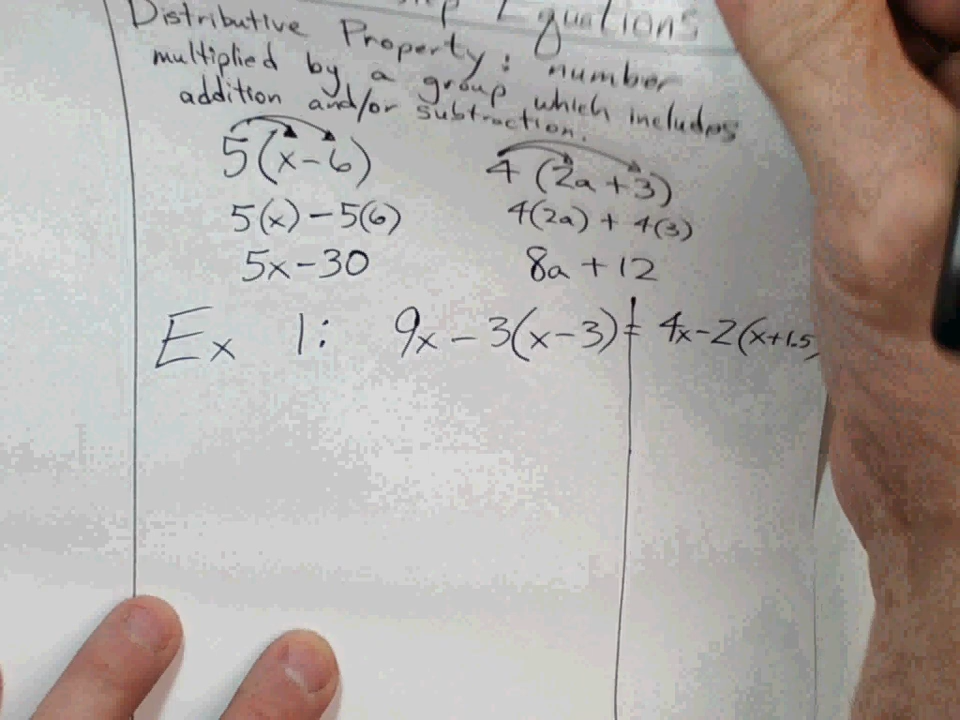 Equations
Distributive Property: number
multiplied by a group which includes
addition and/or subtraction.
5(x-6)
4(2a+3)
5(x)-5(6)
4(2a)+4(3)
5x-30
8a+12
Ex 1: 9x-3(x-3)=4x-2(x+1.5)